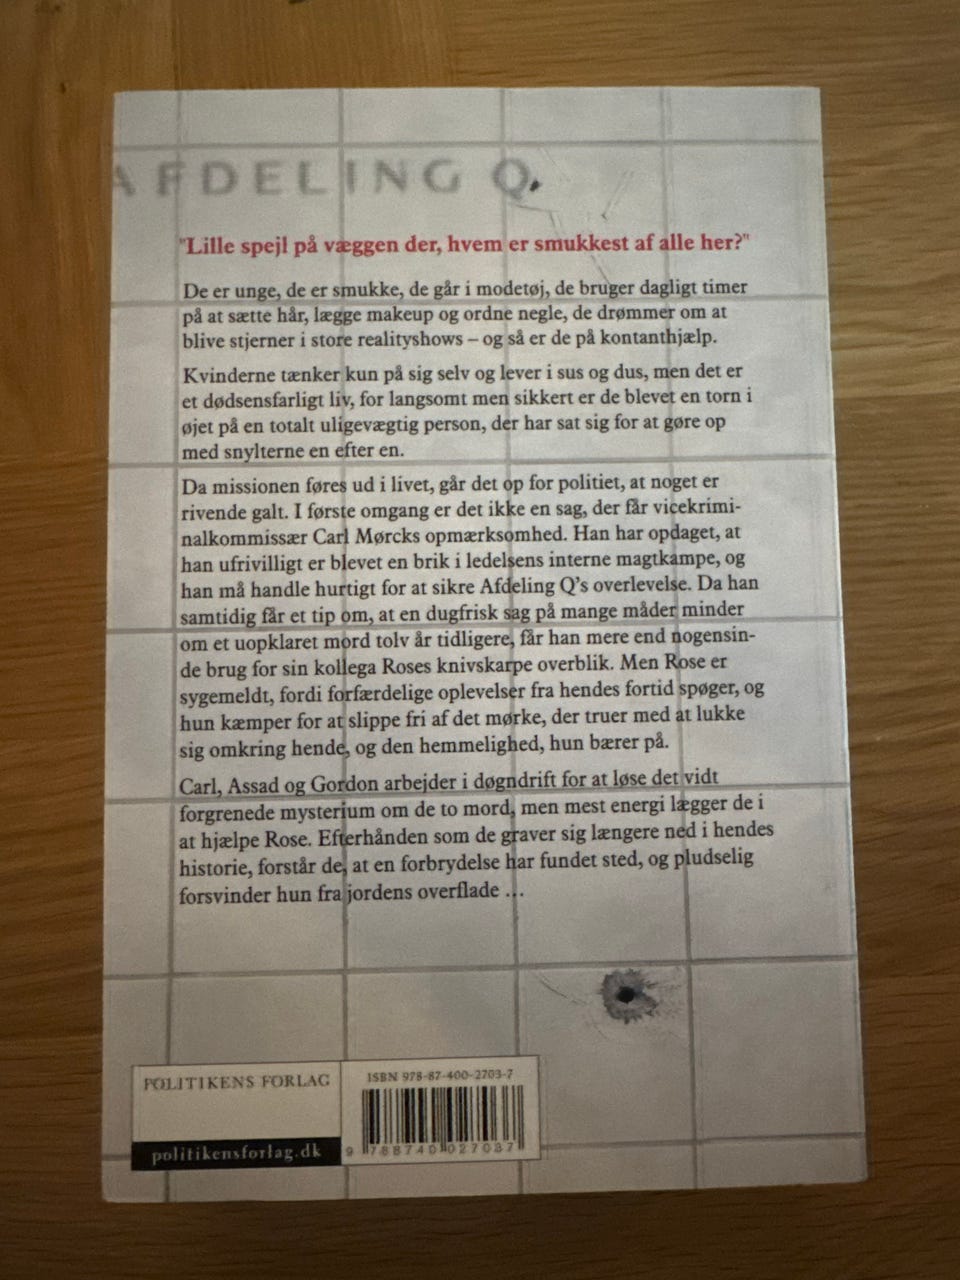 AFDELING Q
"Lille spejl på væggen der, hvem er smukkest af alle her?"
De er unge, de er smukke, de går i modetøj, de bruger dagligt timer
på at sætte hår, lægge makeup og ordne negle, de drømmer om at
blive stjerner i store realityshows – og så er de på kontanthjælp.
Kvinderne tænker kun på sig selv og lever i sus og dus, men det er
et dødsensfarligt liv, for langsomt men sikkert er de blevet en torn i
øjet på en totalt uligevægtig person, der har sat sig for at gøre op
med snylterne en efter en.
Da missionen føres ud i livet, går det op for politiet, at noget er
rivende galt. I første omgang er det ikke en sag, der får vicekrimi-
nalkommissær Carl Mørcks opmærksomhed. Han har opdaget, at
han ufrivilligt er blevet en brik i ledelsens interne magtkampe, og
han må handle hurtigt for at sikre Afdeling Q's overlevelse. Da han
samtidig får et tip om, at en dugfrisk sag på mange måder minder
om et uopklaret mord tolv år tidligere, får han mere end nogensin-
de brug for sin kollega Roses knivskarpe overblik. Men Rose er
sygemeldt, fordi forfærdelige oplevelser fra hendes fortid spøger, og
hun kæmper for at slippe fri af det mørke, der truer med at lukke
sig omkring hende, og den hemmelighed, hun bærer på.
Carl, Assad og Gordon arbejder i døgndrift for at løse det vidt
forgrenede mysterium om de to mord, men mest energi lægger de i
at hjælpe Rose. Efterhånden som de graver sig længere ned i hendes
historie, forstår de, at en forbrydelse har fundet sted, og pludselig
forsvinder hun fra jordens overflade …
POLITIKENS FORLAG
politikensforlag.dk
ISBN 978-87-400-2703-7
9 788740 027037